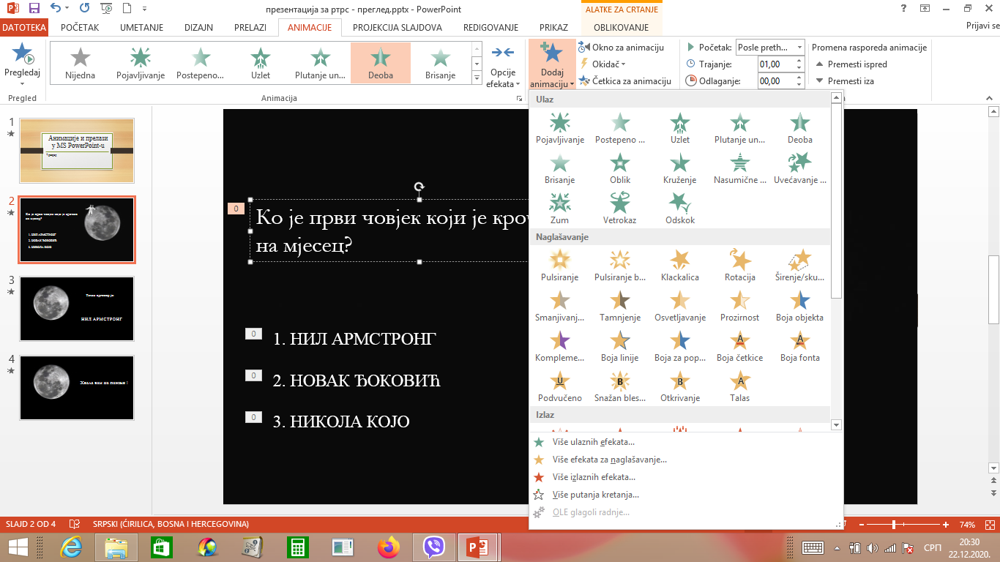 презентација за ртрс - преглед.pptx - PowerPoint
ALATKE ZA CRTANJE
?
DATOTEKA
POČETAK
UMETANJE
DIZAJN
PRELAZI
ANIMACIJE
PROJEKCIJA SLAJDOVA
REDIGOVANJE
PRIKAZ
OBLIKOVANJE
Prijavi se
Pregledaj
Nijedna
Pojavljivanje
Postepeno...
Uzlet
Plutanje un...
Deoba
Brisanje
Opcije
efekata
Dodaj
animaciju
Okno za animaciju
Okidač
Četkica za animaciju
Početak:
Posle preth...
Trajanje:
01,00
Odlaganje:
00,00
Promena rasporeda animacije
Premesti ispred
Premesti iza
Pregled
Animacija
Ulaz
Pojavljivanje
Postepeno ...
Uzlet
Plutanje un...
Deoba
Brisanje
Oblik
Kruženje
Nasumične ...
Uvećavanje ...
Zum
Vetrokaz
Odskok
Naglašavanje
Pulsiranje
Pulsiranje b...
Klackalica
Rotacija
Širenje/sku...
Smanjivanj...
Tamnjenje
Osvetljavanje
Prozirnost
Boja objekta
Kompleme...
Boja linije
Boja za pop...
Boja četkice
Boja fonta
Podvučeno
Snažan bles...
Otkrivanje
Talas
Izlaz
Više ulaznih efekata...
Više efekata za naglašavanje...
Više izlaznih efekata...
Više putanja kretanja...
OLE glagoli radnje...
1
Анимације и прелази
у MS PowerPoint-u
2
Ко је први човјек који је крочио
на мјесец?
1. НИЛ АРМСТРОНГ
2. НОВАК ЂОКОВИЋ
3. НИКОЛА КОЈО
3
НИЛ АРМСТРОНГ
4
Хвала вам на пажњи !
0
Ко је први човјек који је кроч
на мјесец?
0
1. НИЛ АРМСТРОНГ
0
2. НОВАК ЂОКОВИЋ
0
3. НИКОЛА КОЈО
SLAJD 2 OD 4
SRPSKI (ĆIRILICA, BOSNA I HERCEGOVINA)
74%
СРП
20:30
22.12.2020.